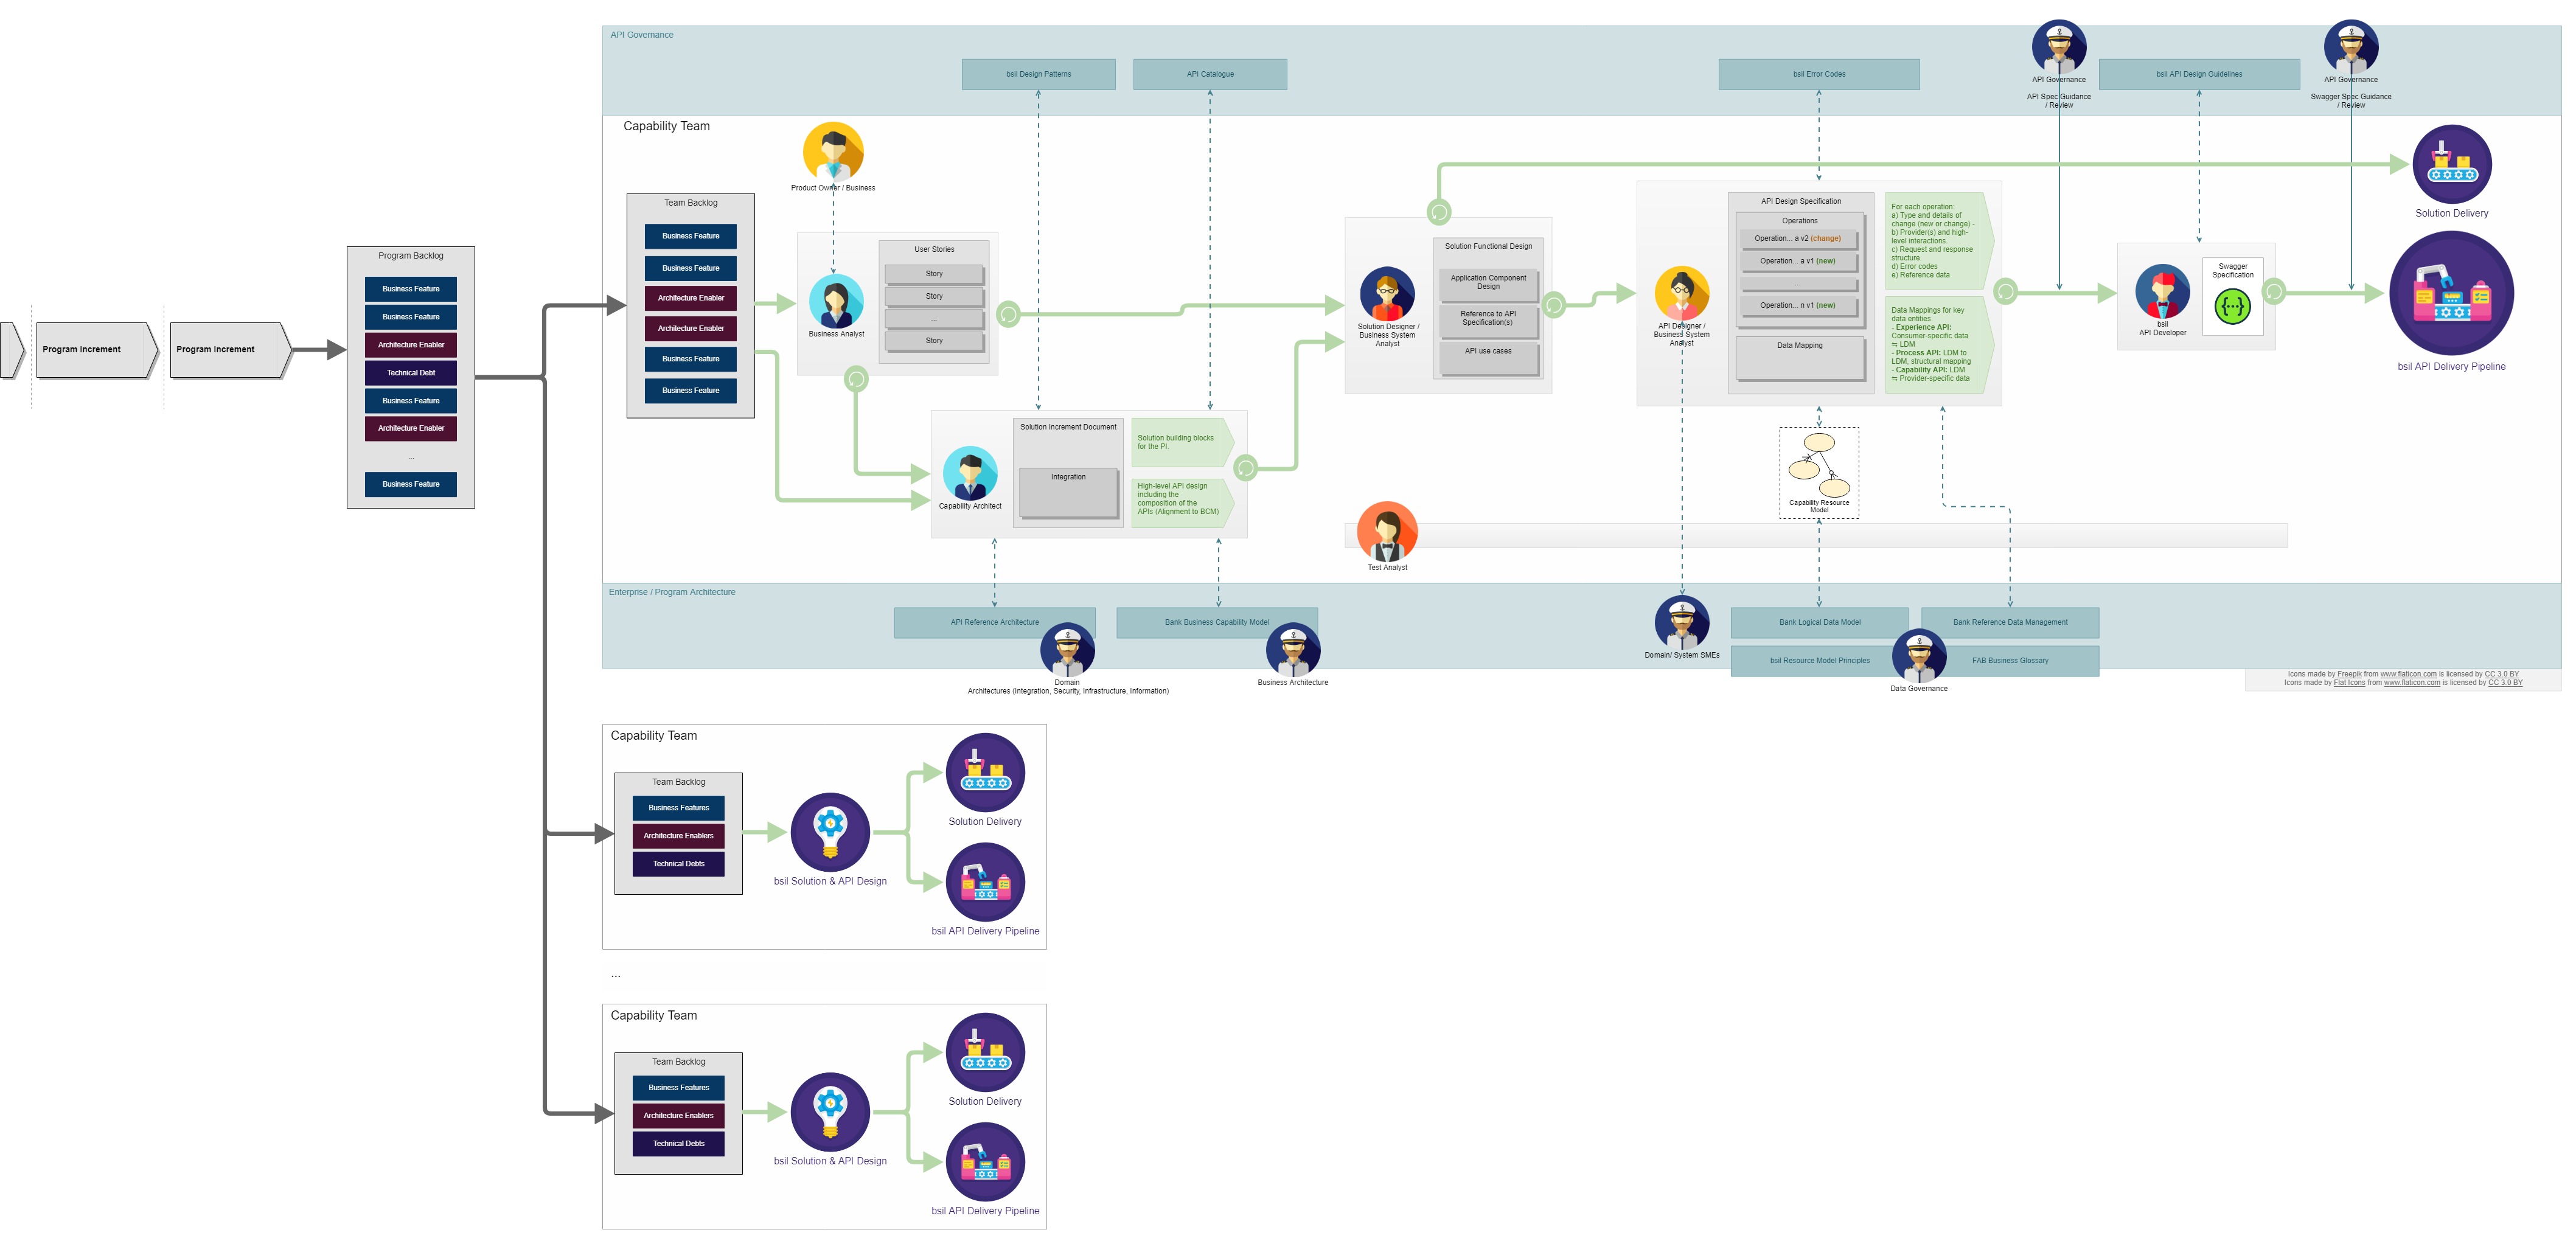 API Governance
bsil Design Patterns
API Catalogue
bsil Error Codes
API Governance
API Spec Guidance
/ Review
bsil API Design Guidelines
API Governance
Swagger Spec Guidance
/ Review
Capability Team
Product Owner / Business
Solution Delivery
bsil API Delivery Pipeline
Program Increment
Program Increment
Program Backlog
Business Feature
Business Feature
Architecture Enabler
Technical Debt
Business Feature
Architecture Enabler
...
Business Feature
Team Backlog
Business Feature
Business Feature
Architecture Enabler
Architecture Enabler
Business Feature
Business Feature
Business Analyst
User Stories
Story
Story
...
Story
Capability Architect
Solution Increment Document
Integration
Solution building blocks
for the PI.
High-level API design
including the
composition of the
APIs (Alignment to BCM)
Solution Designer /
Business System
Analyst
Solution Functional Design
Application Component
Design
Reference to API
Specification(s)
API use cases
API Designer /
Business System
Analyst
API Design Specification
Operations
Operation... a v2 (change)
Operation... a v1 (new)
...
Operation... n v1 (new)
Data Mapping
For each operation:
a) Type and details of
change (new or change) -
b) Provider(s) and high-
level interactions.
c) Request and response
structure.
d) Error codes
e) Reference data
Data Mappings for key
data entities.
- Experience API:
Consumer-specific data
⇆ LDM
- Process API: LDM to
LDM, structural mapping
- Capability API: LDM
⇆ Provider-specific data
bsil
API Developer
Swagger
Specification
{···}
Capability Resource
Model
Test Analyst
Enterprise / Program Architecture
API Reference Architecture
Bank Business Capability Model
Domain
Architectures (Integration, Security, Infrastructure, Information)
Business Architecture
Domain/ System SMEs
Bank Logical Data Model
Bank Reference Data Management
bsil Resource Model Principles
FAB Business Glossary
Data Governance
Icons made by Freepik from www.flaticon.com is licensed by CC 3.0 BY
Icons made by Flat Icons from www.flaticon.com is licensed by CC 3.0 BY
Capability Team
Team Backlog
Business Features
Architecture Enablers
Technical Debts
bsil Solution & API Design
Solution Delivery
bsil API Delivery Pipeline
...
Capability Team
Team Backlog
Business Features
Architecture Enablers
Technical Debts
bsil Solution & API Design
Solution Delivery
bsil API Delivery Pipeline